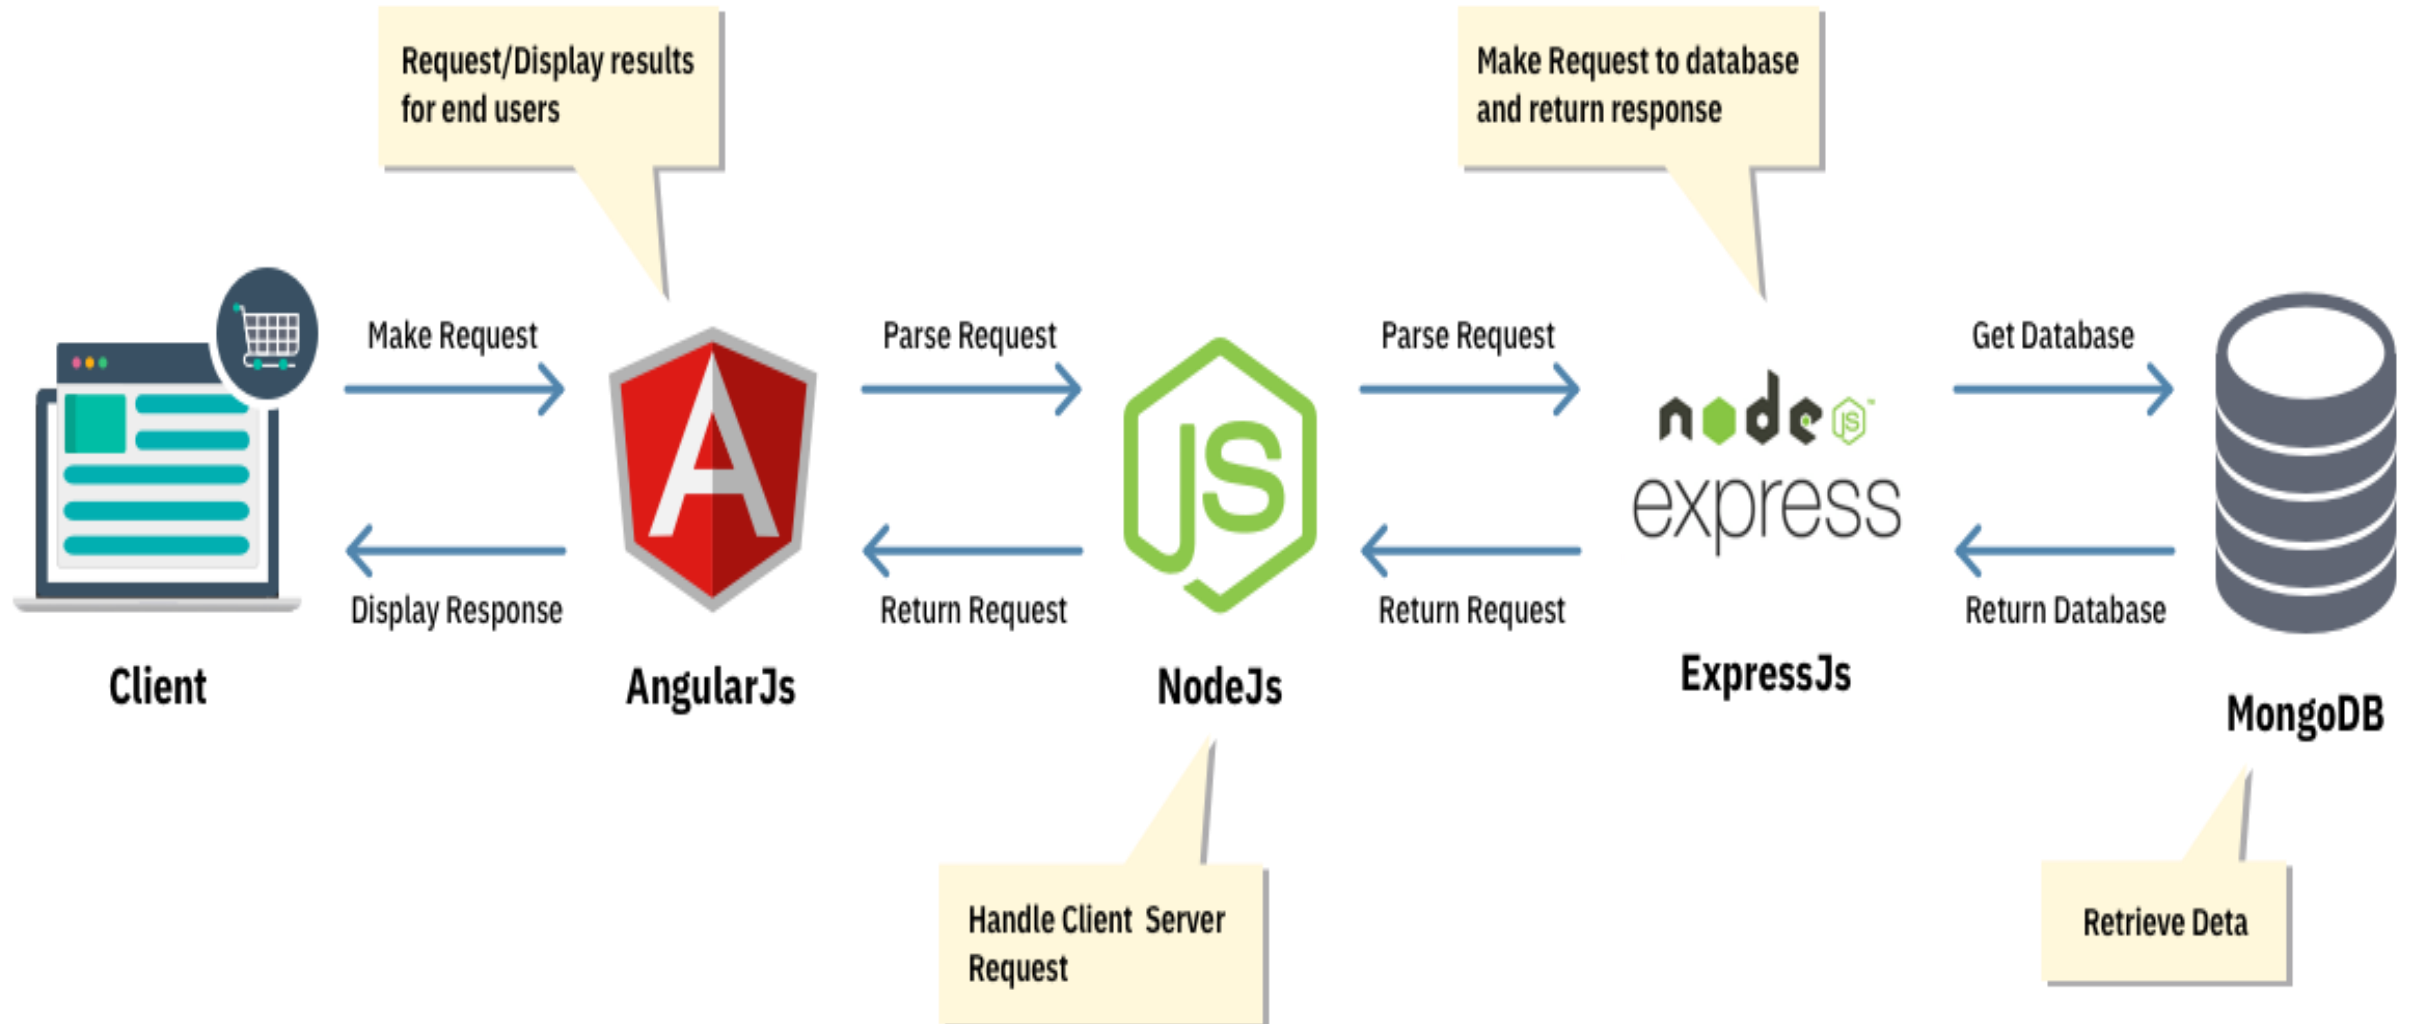 Request/Display results
for end users
Make Request to database
and return response
Make Request
Parse Request
Parse Request
Get Database
node JS™
express
JS
Display Response
Return Request
Return Request
Return Database
Client
AngularJs
NodeJs
ExpressJs
MongoDB
Handle Client  Server
Request
Retrieve Deta